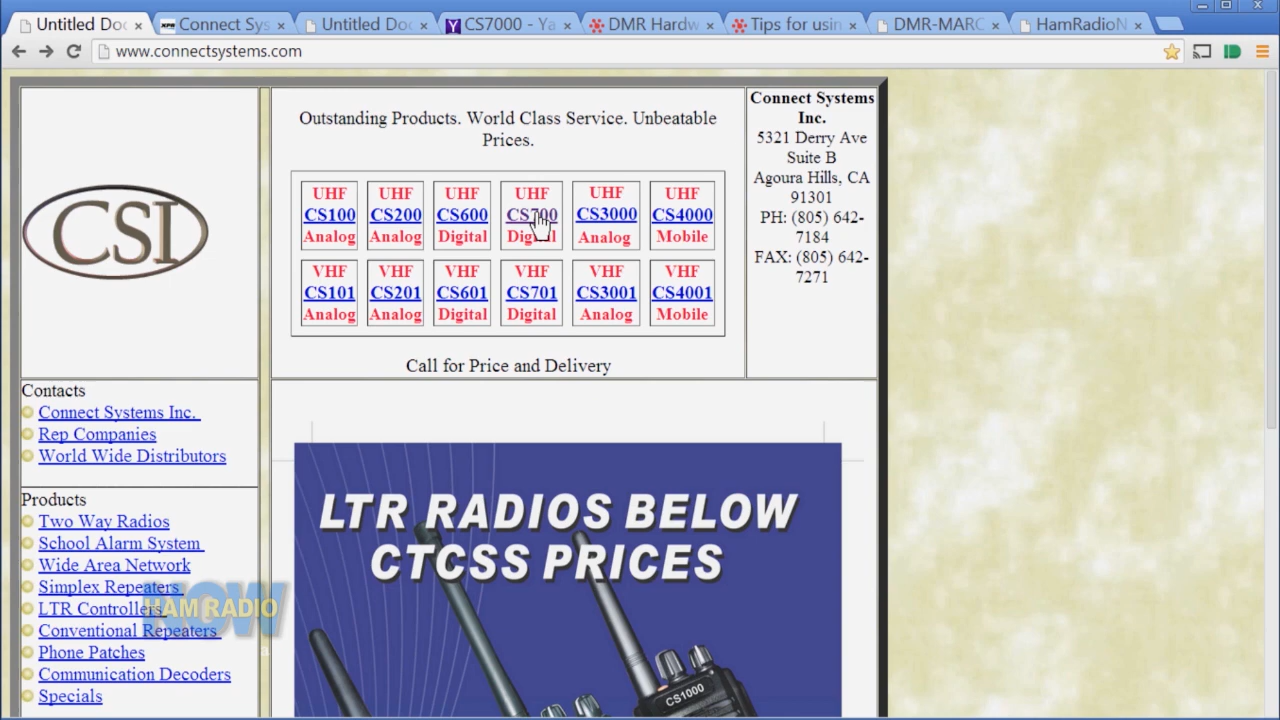 Untitled Doc
Connect Sys
Untitled Doc
CS7000 - Ya
DMR Hardw
Tips for usin
DMR-MARC
HamRadioN
www.connectsystems.com
CSI
Outstanding Products. World Class Service. Unbeatable
Prices.
UHF UHF UHF UHF UHF UHF
CS100 CS200 CS600 CS700 CS3000 CS4000
Analog Analog Digital Digital Analog Mobile
VHF VHF VHF VHF VHF VHF
CS101 CS201 CS601 CS701 CS3001 CS4001
Analog Analog Digital Digital Analog Mobile
Call for Price and Delivery
Connect Systems
Inc.
5321 Derry Ave
Suite B
Agoura Hills, CA
91301
PH: (805) 642-
7184
FAX: (805) 642-
7271
Contacts
Connect Systems Inc.
Rep Companies
World Wide Distributors
Products
Two Way Radios
School Alarm System
Wide Area Network
Simplex Repeaters
LTR Controllers
Conventional Repeaters
Phone Patches
Communication Decoders
Specials
LTR RADIOS BELOW
CTCSS PRICES
CS1000
NOW
HAM RADIO